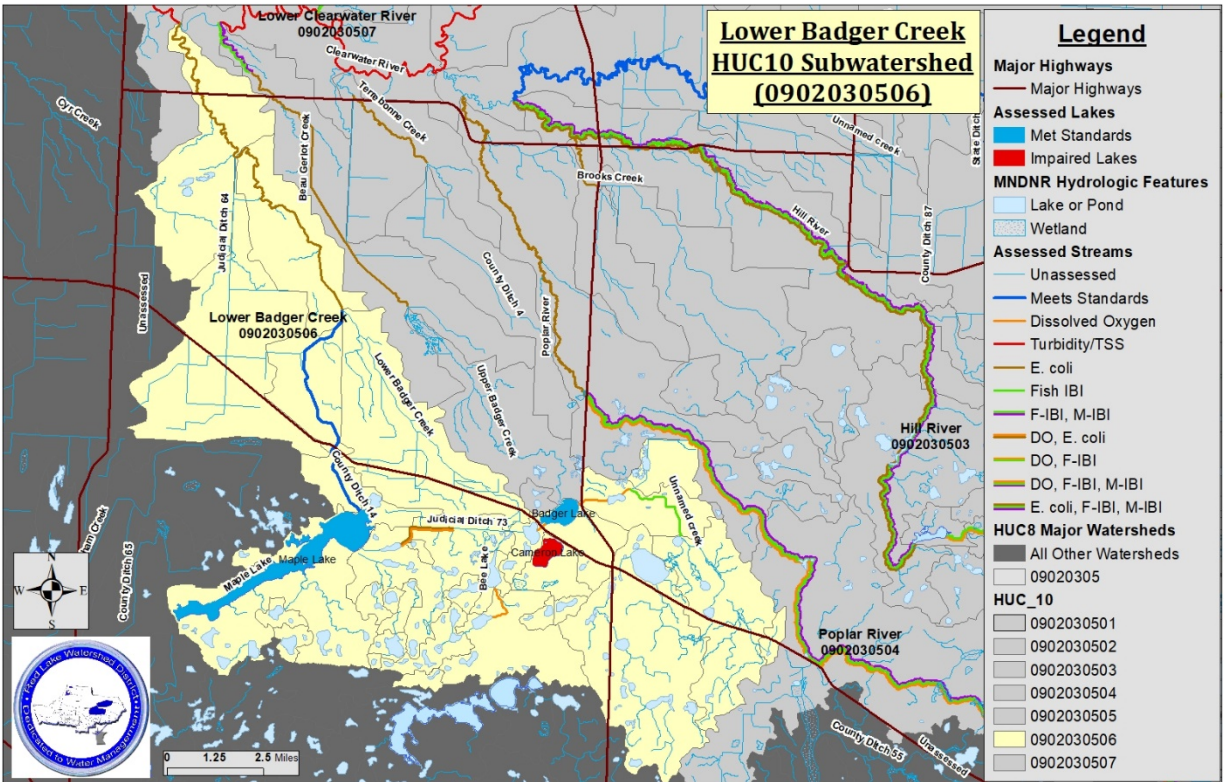 Lower Badger Creek
HUC10 Subwatershed
(0902030506)
Lower Clearwater River
0902030507
Clearwater River
Terrebonne Creek
Cyr Creek
Beau Gerlot Creek
Brooks Creek
Unnamed creek
State Ditch
Judicial Ditch 64
Hill River
County Ditch 87
County Ditch 4
Unassessed
Lower Badger Creek
0902030506
Poplar River
Lower Badger Creek
Upper Badger Creek
Hill River
0902030503
County Ditch 14
Unnamed creek
Badger Lake
Judicial Ditch 73
Cameron Lake
Bee Lake
Maple Lake
Maple Lake
ham Creek
County Ditch 65
Poplar River
0902030504
County Ditch 55
Unassessed
N
W
E
S
Red Lake Watershed District
Dedicated to Water Management
0 1.25 2.5 Miles
Legend
Major Highways
Major Highways
Assessed Lakes
Met Standards
Impaired Lakes
MNDNR Hydrologic Features
Lake or Pond
Wetland
Assessed Streams
Unassessed
Meets Standards
Dissolved Oxygen
Turbidity/TSS
E. coli
Fish IBI
F-IBI, M-IBI
DO, E. coli
DO, F-IBI
DO, F-IBI, M-IBI
E. coli, F-IBI, M-IBI
HUC8 Major Watersheds
All Other Watersheds
09020305
HUC_10
0902030501
0902030502
0902030503
0902030504
0902030505
0902030506
0902030507